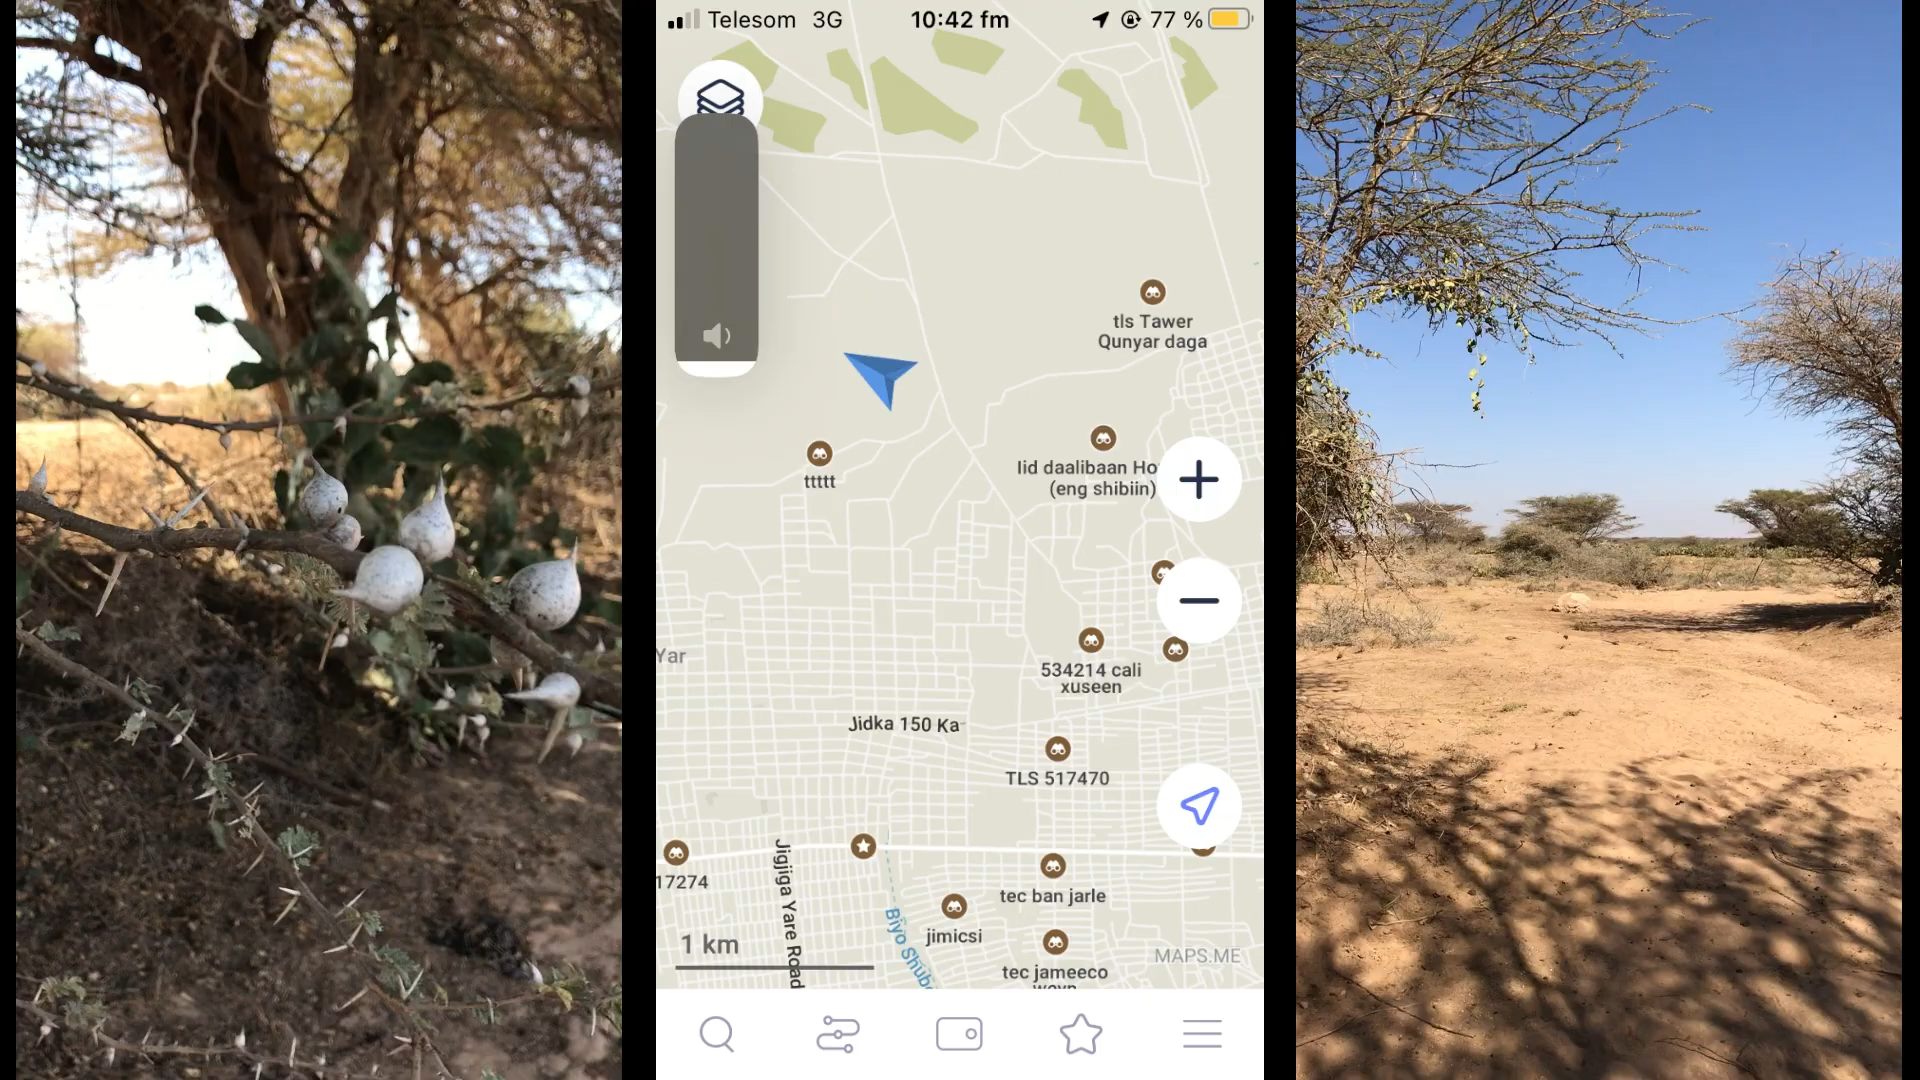 Telesom 3G 10:42 fm 77 %
tls Tawer
Qunyar daga
Iid daalibaan Ho
(eng shibiin)
ttttt
Yar
534214 cali
xuseen
Jidka 150 Ka
TLS 517470
17274
Jigjiga Yare Road
Biyo Shub
tec ban jarle
jimicsi
tec jameeco
1 km
MAPS.ME